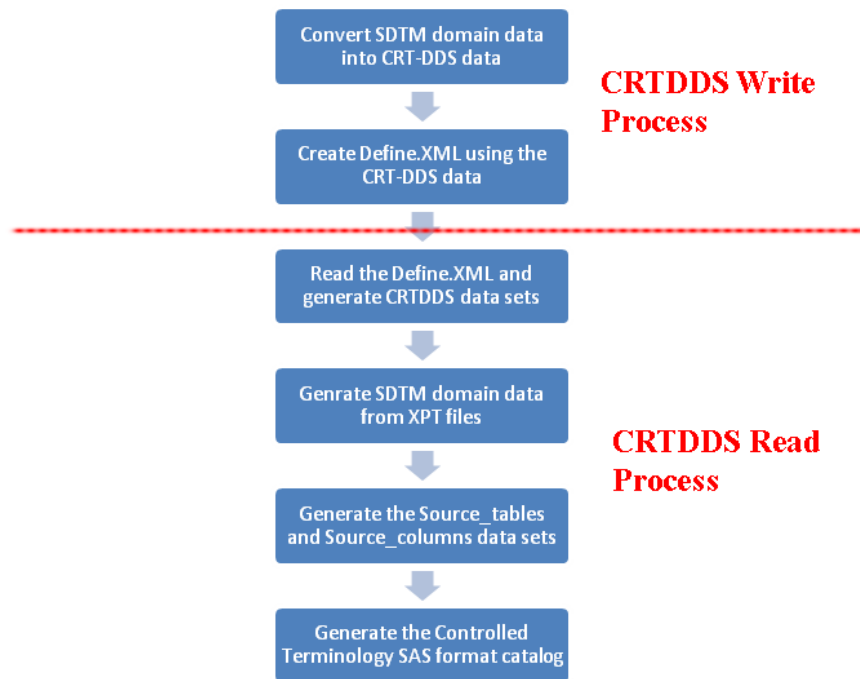 Convert SDTM domain data
into CRT-DDS data
CRTDDS Write
Process
Create Define.XML using the
CRT-DDS data
Read the Define.XML and
generate CRTDDS data sets
Genrate SDTM domain data
from XPT files
CRTDDS Read
Process
Generate the Source_tables
and Source_columns data sets
Generate the Controlled
Terminology SAS format catalog